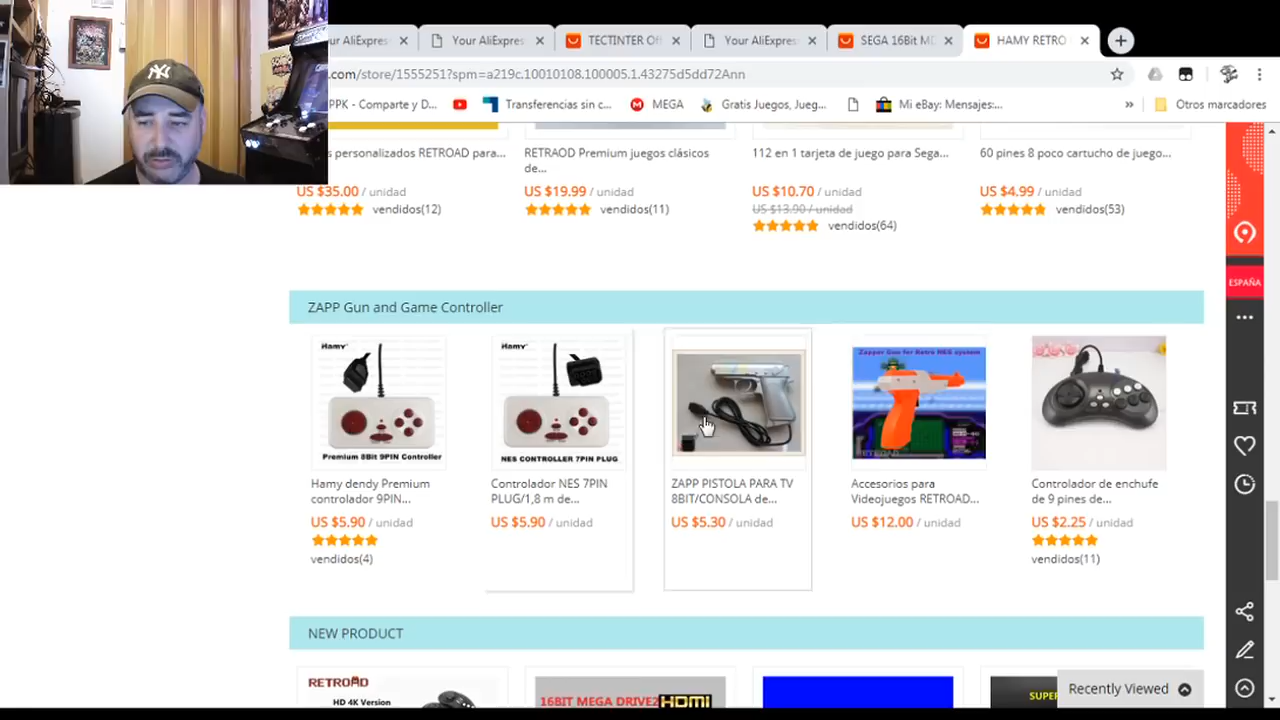 ur AliExpres
Your AliExpres
TECTINTER Of
Your AliExpres
SEGA 16Bit MD
HAMY RETRO
.com/store/1555251?spm=a219c.10010108.100005.1.43275d5dd72Ann
PPK - Comparte y D...
Transferencias sin c...
MEGA
Gratis Juegos, Jueg...
Mi eBay: Mensajes:...
»
Otros marcadores
s personalizados RETROAD para...
RETRAOD Premium juegos clásicos
de...
112 en 1 tarjeta de juego para Sega...
60 pines 8 poco cartucho de juego...
US $35.00 / unidad
US $19.99 / unidad
US $10.70 / unidad
US $4.99 / unidad
vendidos(12)
vendidos(11)
US $13.90 / unidad
vendidos(53)
vendidos(64)
ESPAÑA
ZAPP Gun and Game Controller
Hamy
Premium 8Bit 9PIN Controller
Hamy
NES CONTROLLER 7PIN PLUG
Zapper Gun for Retro NES system
Hamy dendy Premium
controlador 9PIN...
Controlador NES 7PIN
PLUG/1,8 m de...
ZAPP PISTOLA PARA TV
8BIT/CONSOLA de...
Accesorios para
Videojuegos RETROAD...
Controlador de enchufe
de 9 pines de...
US $5.90 / unidad
US $5.90 / unidad
US $5.30 / unidad
US $12.00 / unidad
US $2.25 / unidad
vendidos(4)
vendidos(11)
NEW PRODUCT
RETROAD
HD 4K Version
16BIT MEGA DRIVE2 HDMI
SUPER
Recently Viewed